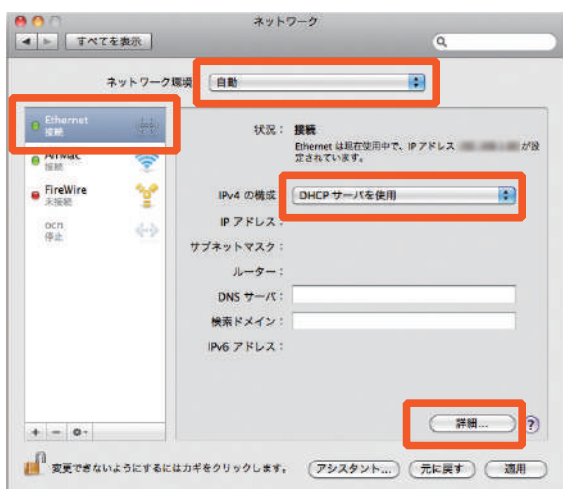 ネットワーク
すべてを表示
ネットワーク環境 自動
Ethernet
接続
AirMac
接続
FireWire
未接続
ocn
停止
状況： 接続
Ethernet は現在使用中で、IP アドレス が設
定されています。
IPv4 の構成 DHCP サーバを使用
IP アドレス：
サブネットマスク：
ルーター：
DNS サーバ：
検索ドメイン：
IPv6 アドレス：
詳細... ?
+ −
変更できないようにするにはカギをクリックします。 アシスタント... 元に戻す 適用